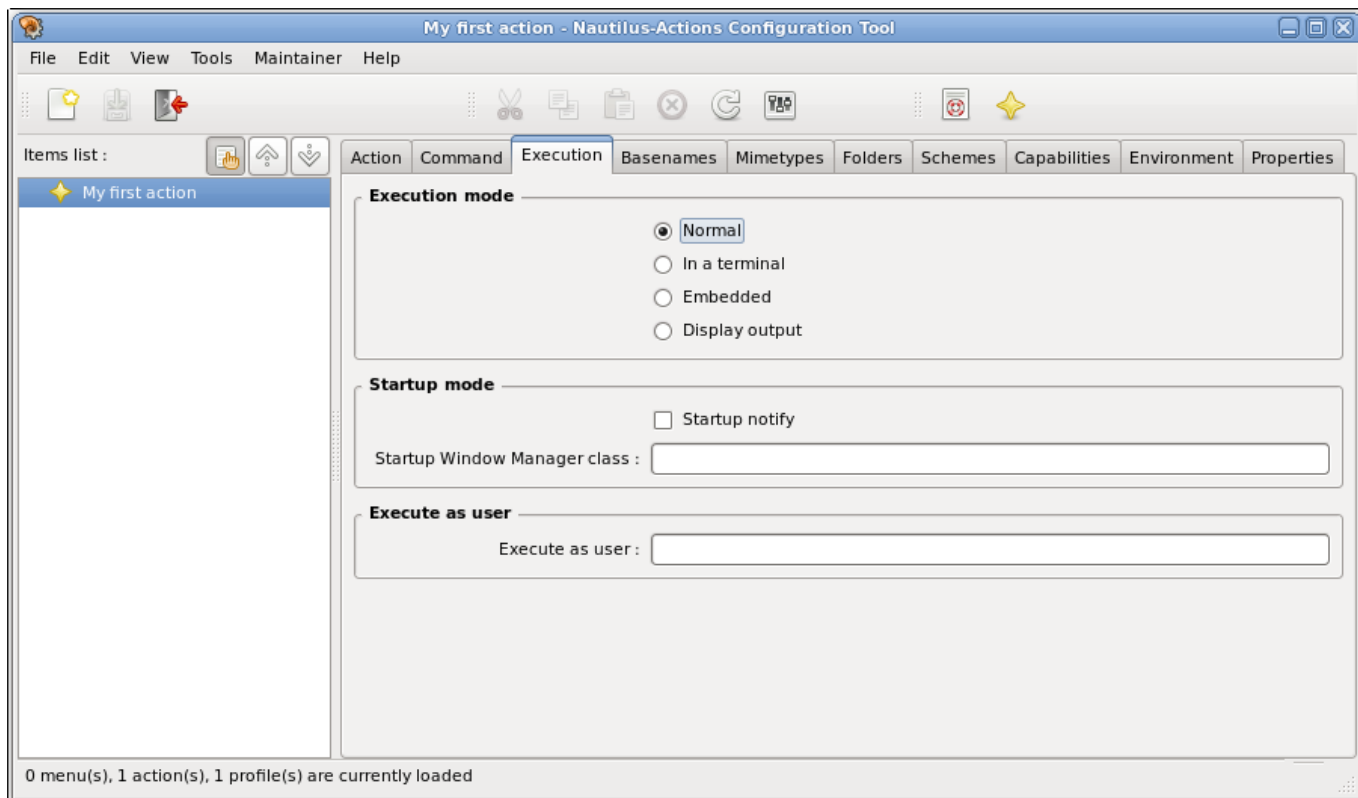 My first action - Nautilus-Actions Configuration Tool
File Edit View Tools Maintainer Help
Items list :
Action Command Execution Basenames Mimetypes Folders Schemes Capabilities Environment Properties
My first action
Execution mode
Normal
In a terminal
Embedded
Display output
Startup mode
Startup notify
Startup Window Manager class :
Execute as user
Execute as user :
0 menu(s), 1 action(s), 1 profile(s) are currently loaded